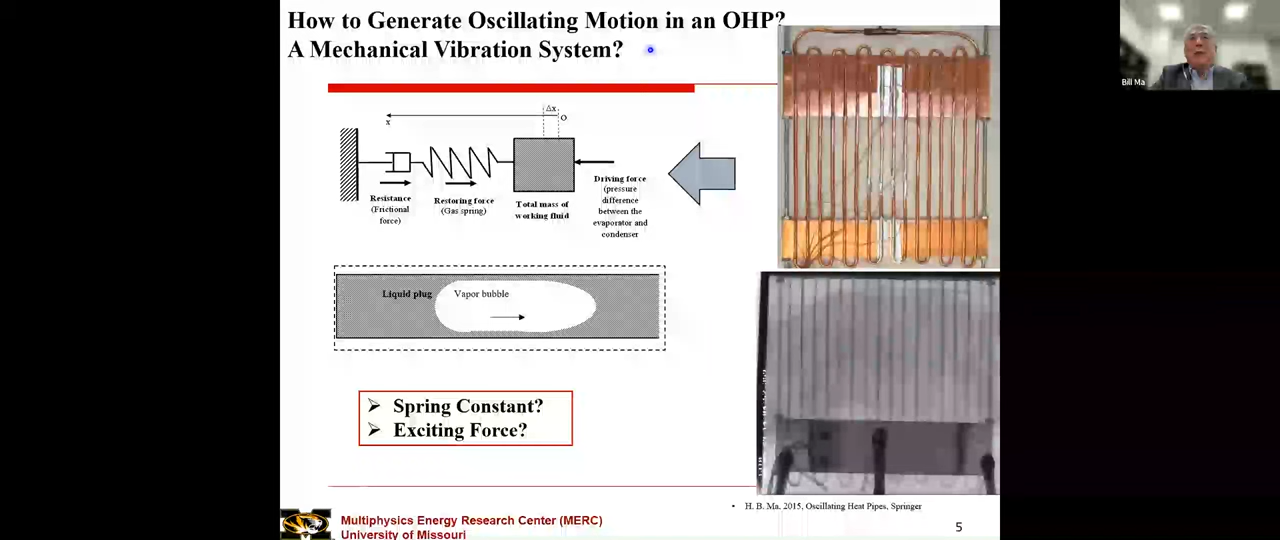 How to Generate Oscillating Motion in an OHP?
A Mechanical Vibration System?
Bill Ma
Δx
x
O
Resistance
(Frictional
force)
Restoring force
(Gas spring)
Total mass of
working fluid
Driving force
(pressure
difference
between the
evaporator and
condenser
Liquid plug
Vapor bubble
➢ Spring Constant?
➢ Exciting Force?
• H. B. Ma, 2015, Oscillating Heat Pipes, Springer
Multiphysics Energy Research Center (MERC)
University of Missouri
5